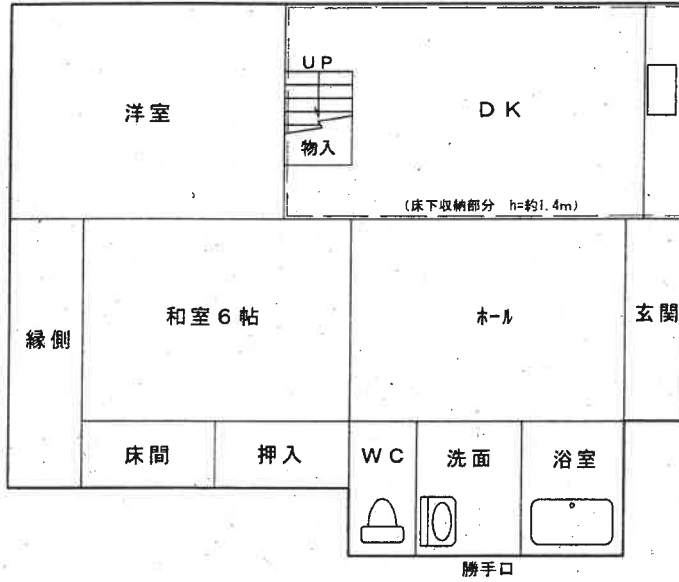 UP
洋室
DK
物入
(床下収納部分 h=約1.4m)
和室6帖
ホール
玄関
縁側
床間
押入
WC
洗面
浴室
勝手口